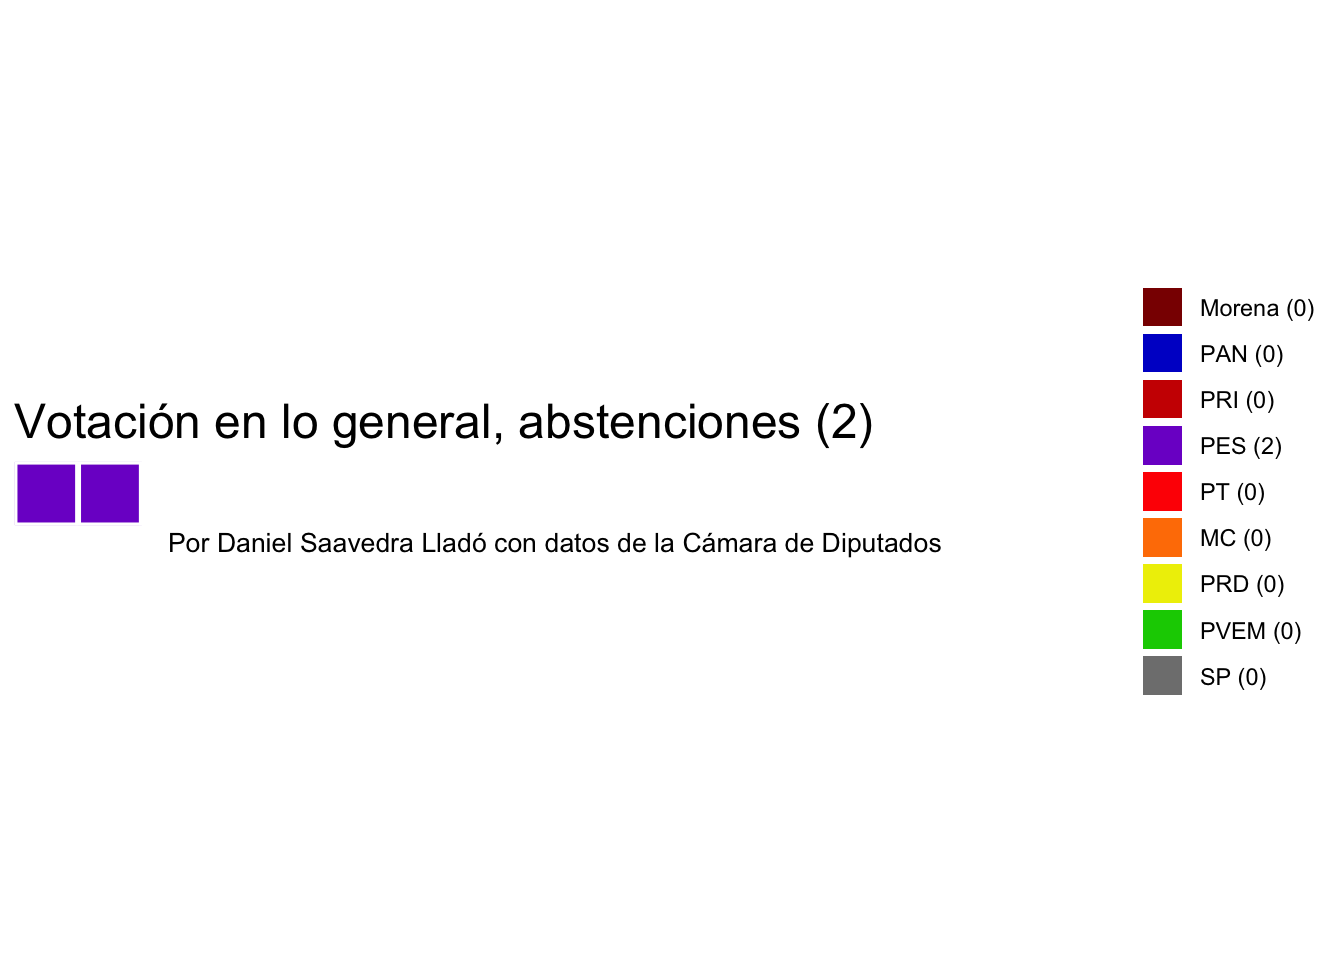 Votación en lo general, abstenciones (2)
Por Daniel Saavedra Lladó con datos de la Cámara de Diputados
Morena (0)
PAN (0)
PRI (0)
PES (2)
PT (0)
MC (0)
PRD (0)
PVEM (0)
SP (0)